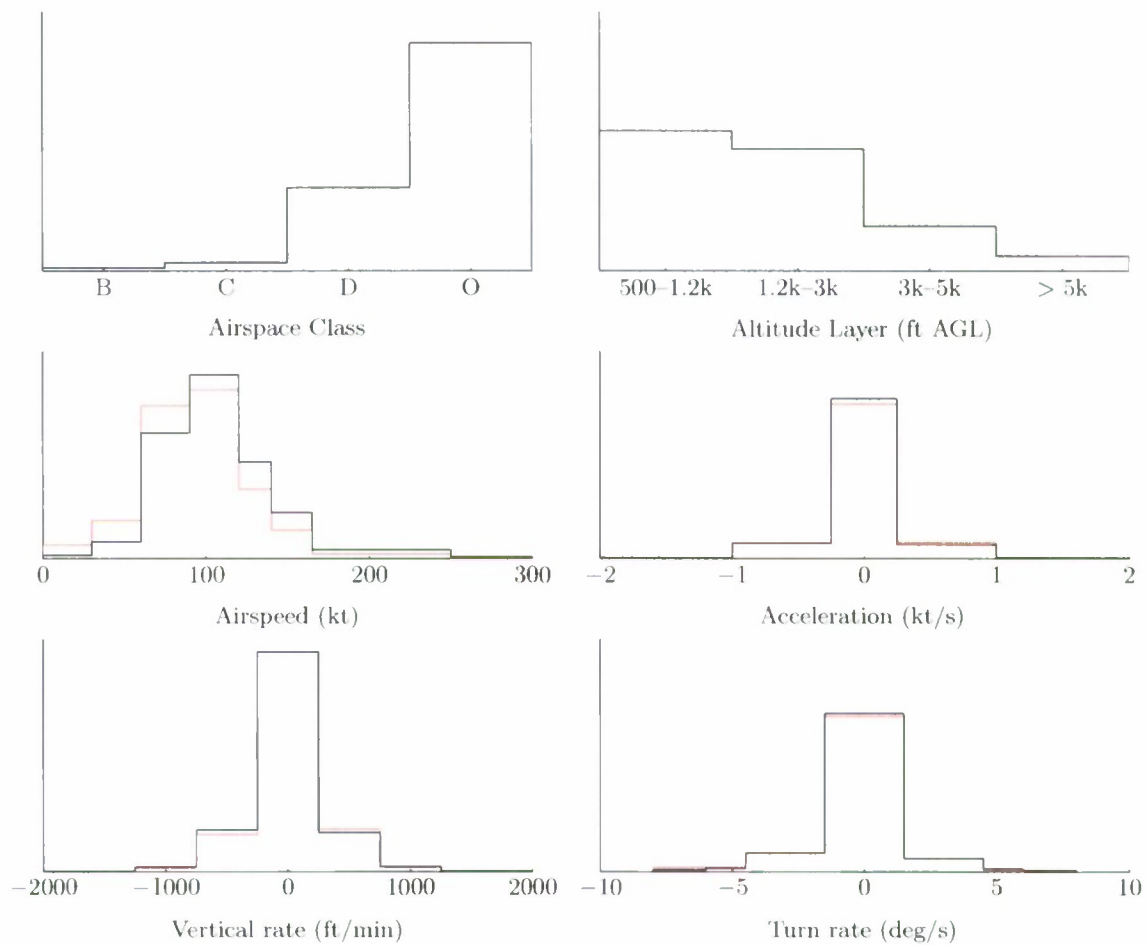 B C D O
Airspace Class
500–1.2k 1.2k–3k 3k–5k > 5k
Altitude Layer (ft AGL)
0 100 200 300
Airspeed (kt)
−2 −1 0 1 2
Acceleration (kt/s)
−2000 −1000 0 1000 2000
Vertical rate (ft/min)
−10 −5 0 5 10
Turn rate (deg/s)